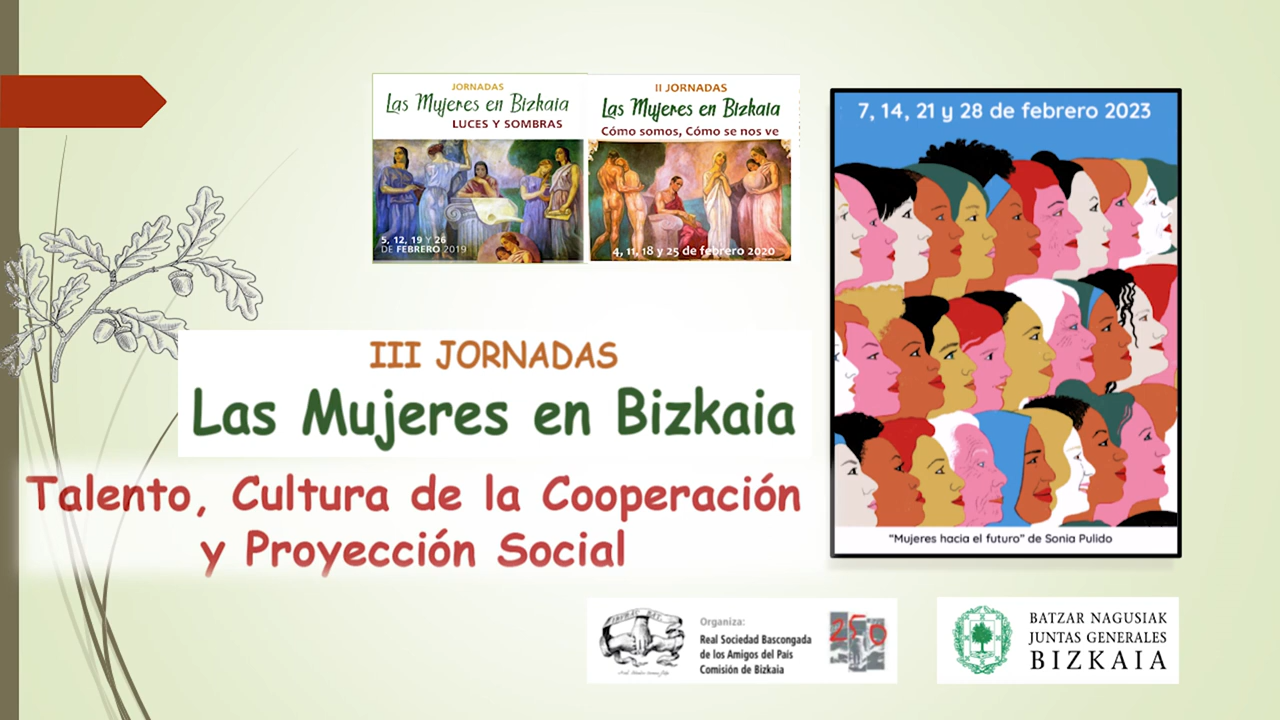 JORNADAS
Las Mujeres en Bizkaia
LUCES Y SOMBRAS
5, 12, 19 Y 26
DE FEBRERO 2019
II JORNADAS
Las Mujeres en Bizkaia
Cómo somos, Cómo se nos ve
4, 11, 18 y 25 de febrero 2020
7, 14, 21 y 28 de febrero 2023
"Mujeres hacia el futuro" de Sonia Pulido
III JORNADAS
Las Mujeres en Bizkaia
Talento, Cultura de la Cooperación
y Proyección Social
Organiza:
Real Sociedad Bascongada
de los Amigos del País
Comisión de Bizkaia
250
BATZAR NAGUSIAK
JUNTAS GENERALES
BIZKAIA